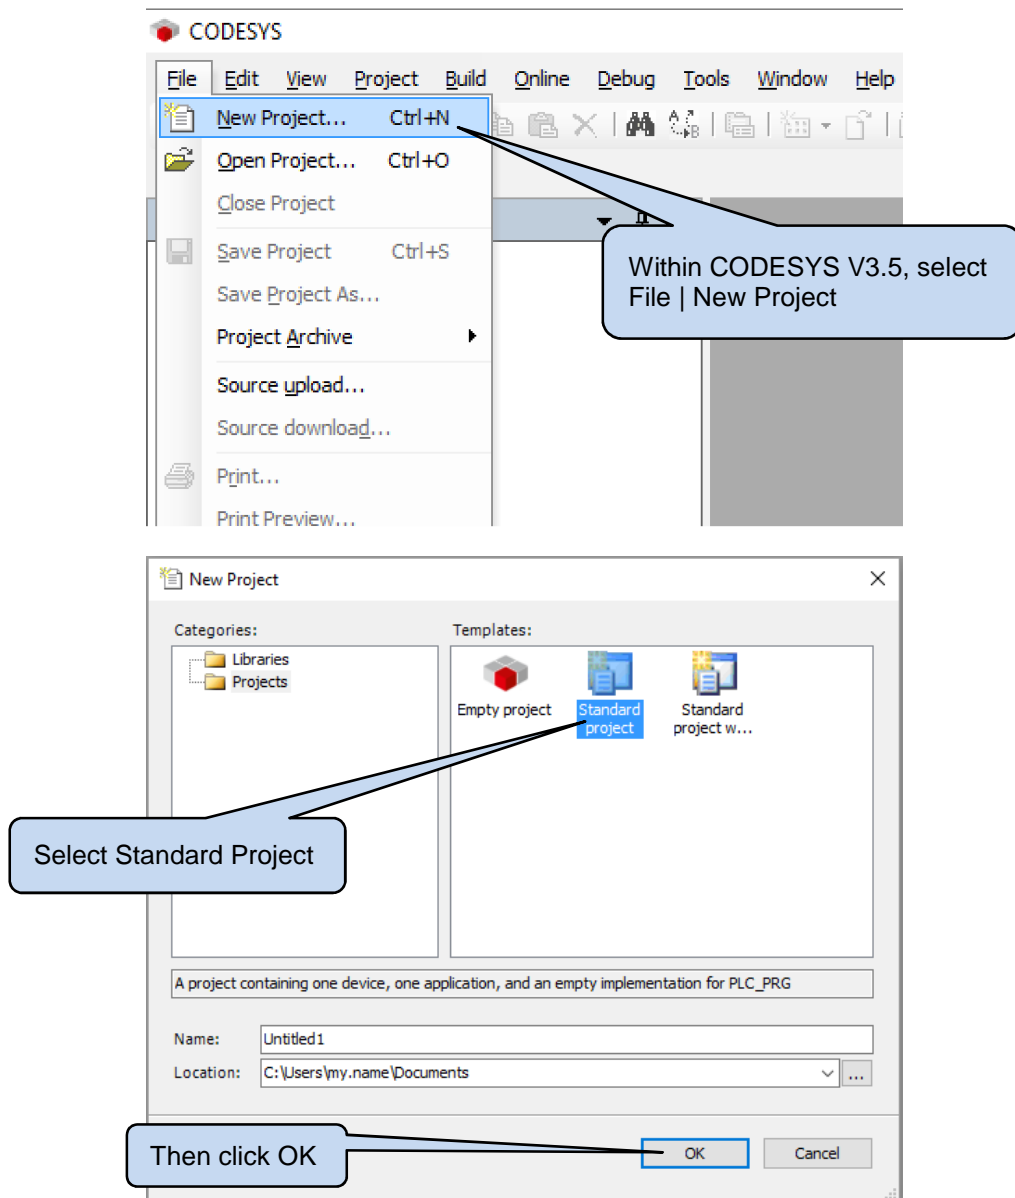 CODESYS
File Edit View Project Build Online Debug Tools Window Help
New Project... Ctrl+N
Open Project... Ctrl+O
Close Project
Save Project Ctrl+S
Save Project As...
Project Archive
Source upload...
Source download...
Print...
Print Preview...
Within CODESYS V3.5, select
File | New Project
New Project
Categories:
Libraries
Projects
Templates:
Empty project
Standard
project
Standard
project w...
Select Standard Project
A project containing one device, one application, and an empty implementation for PLC_PRG
Name: Untitled1
Location: C:\Users\my.name\Documents
...
Then click OK
OK
Cancel